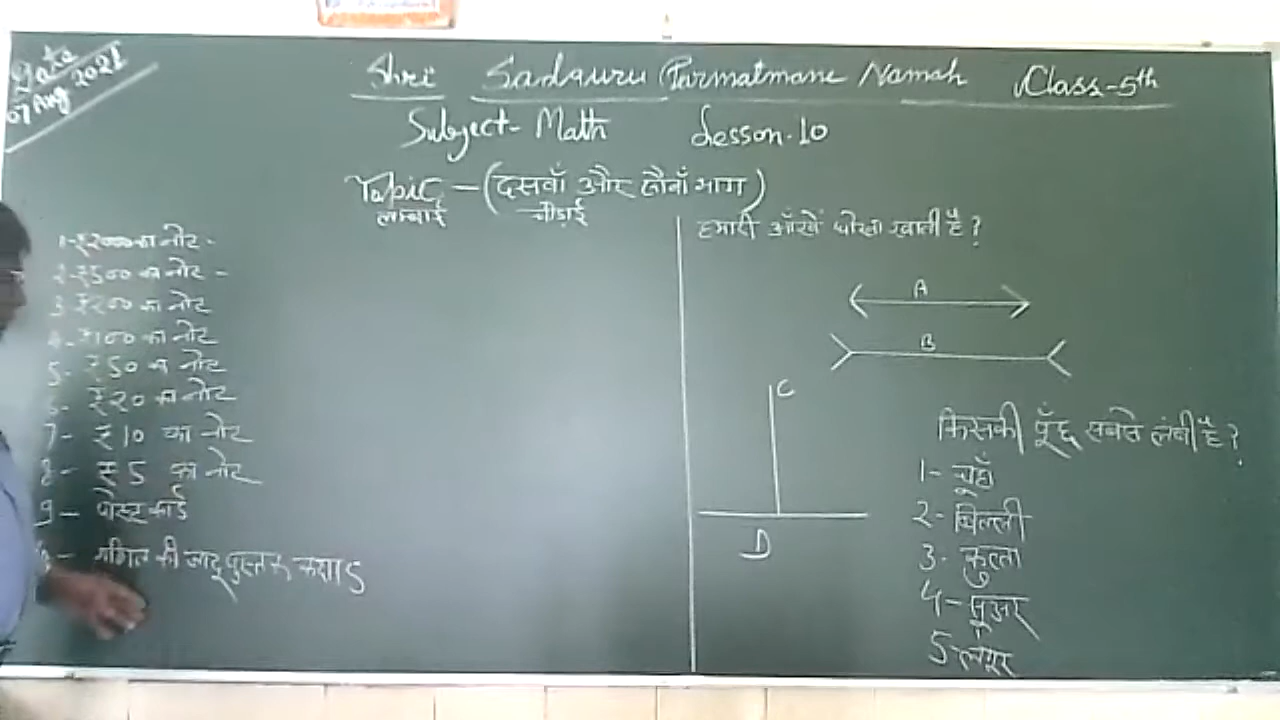 Date
07 Aug 2021
Shri Sadguru Parmatmane Namah Class-5th
Subject- Math Lesson-10
Topic - (दसवाँ और सौवाँ भाग)
लम्बाई चौड़ाई
1-₹2000का नोट -
2-₹500 का नोट -
3-₹200 का नोट
4-₹100 का नोट
5- ₹50 का नोट
6- ₹20 का नोट
7- ₹10 का नोट
8- ₹5 का नोट
9- पोस्ट कार्ड
गणित की जादू पुस्तक कक्षा 5
हमारी आँखें धोखा खाती है?
A
B
C
D
किसकी पूँछ सबसे लंबी है?
1- चूहाँ
2- बिल्ली
3- कुत्ता
4- सूअर
5-लंगूर